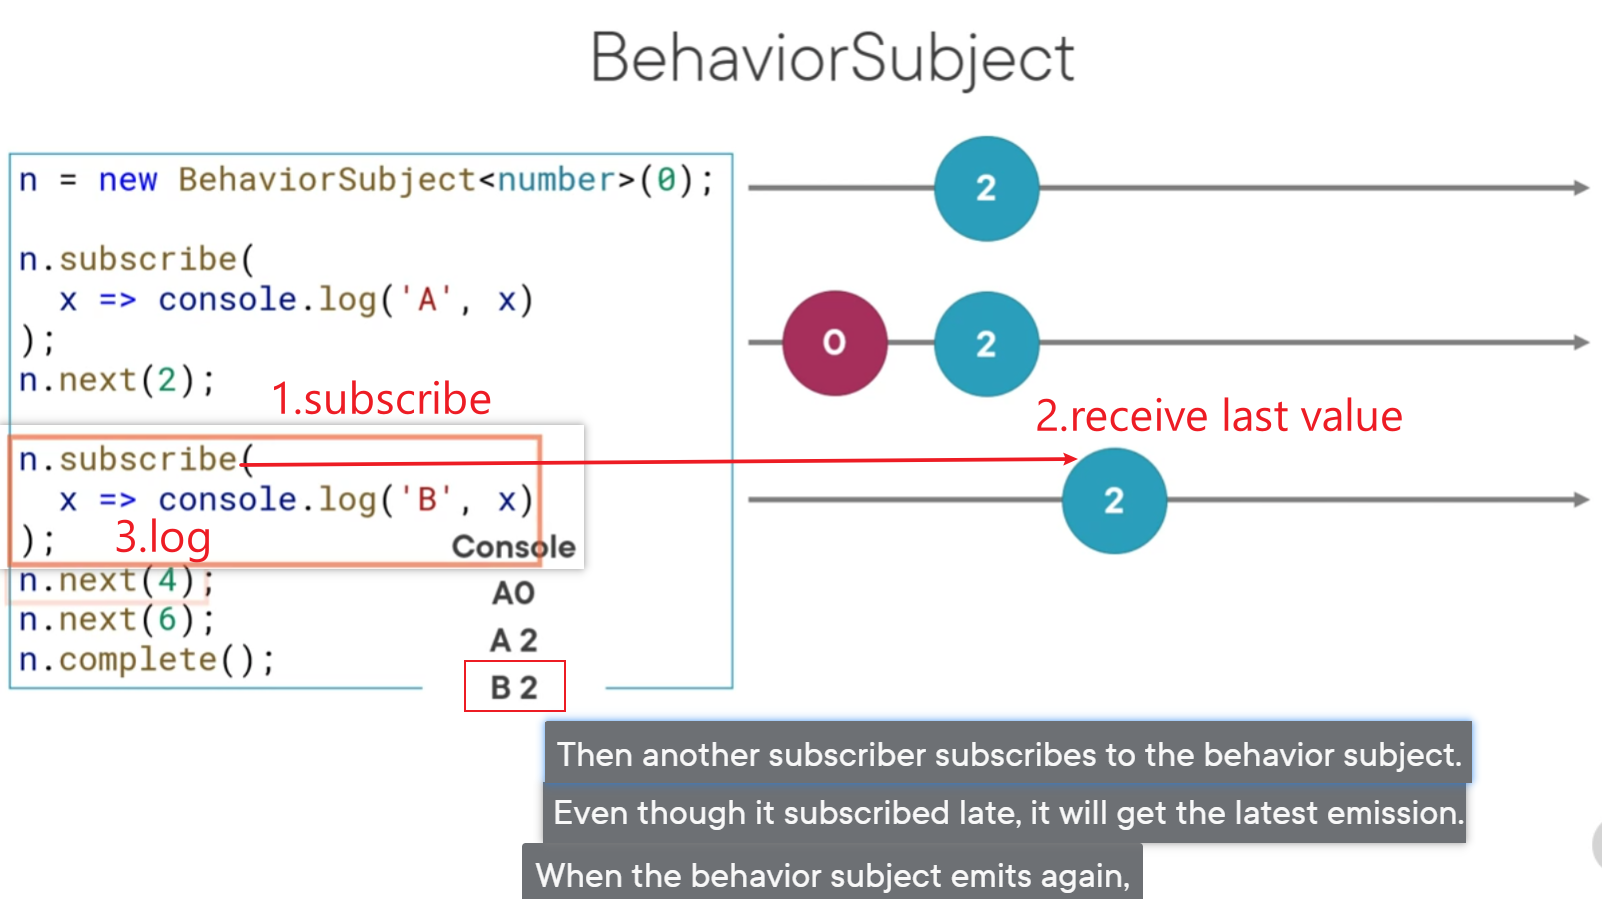 BehaviorSubject
n = new BehaviorSubject<number>(0);
n.subscribe(
x => console.log('A', x)
);
n.next(2);
1.subscribe
n.subscribe(
x => console.log('B', x)
);
3.log
n.next(4);
n.next(6);
n.complete();
Console
A0
A 2
B 2
2
0
2
2.receive last value
2
Then another subscriber subscribes to the behavior subject.
Even though it subscribed late, it will get the latest emission.
When the behavior subject emits again,